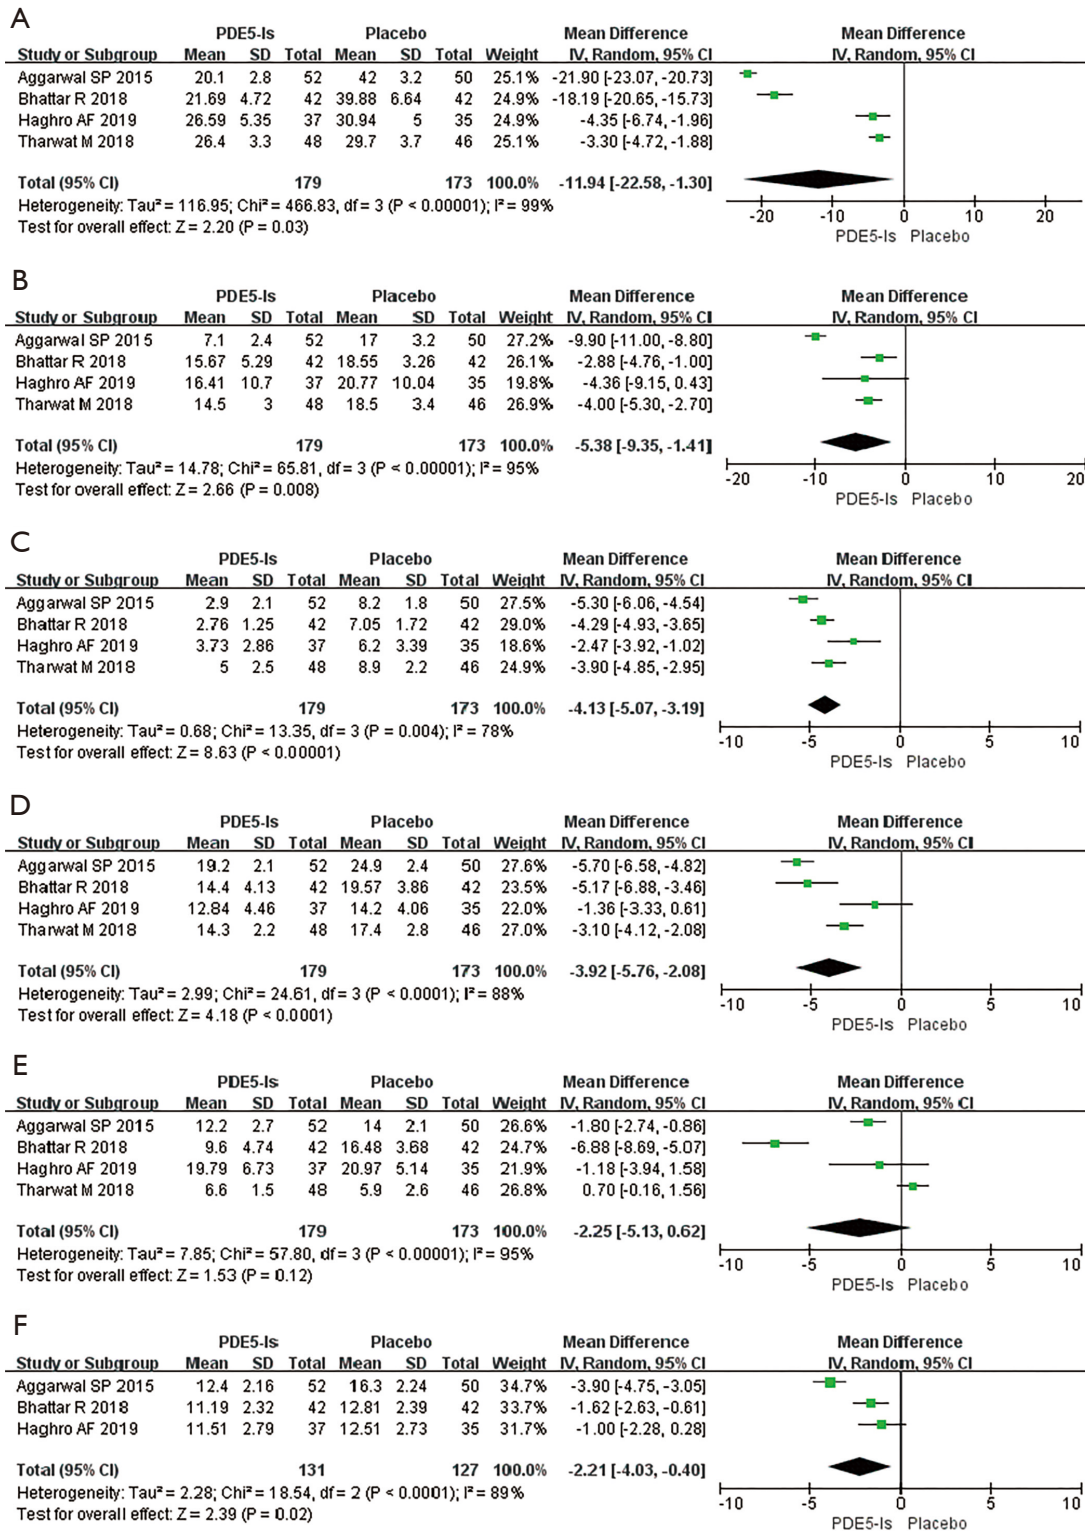 A
PDE5-Is Placebo Mean Difference Mean Difference
Study or Subgroup Mean SD Total Mean SD Total Weight IV, Random, 95% CI IV, Random, 95% CI
Aggarwal SP 2015 20.1 2.8 52 42 3.2 50 25.1% -21.90 [-23.07, -20.73]
Bhattar R 2018 21.69 4.72 42 39.88 6.64 42 24.9% -18.19 [-20.65, -15.73]
Haghro AF 2019 26.59 5.35 37 30.94 5 35 24.9% -4.35 [-6.74, -1.96]
Tharwat M 2018 26.4 3.3 48 29.7 3.7 46 25.1% -3.30 [-4.72, -1.88]
Total (95% CI) 179 173 100.0% -11.94 [-22.58, -1.30]
Heterogeneity: Tau² = 116.95; Chi² = 466.83, df = 3 (P < 0.00001); I² = 99%
Test for overall effect: Z = 2.20 (P = 0.03)
-20 -10 0 10 20
PDE5-Is Placebo
B
PDE5-Is Placebo Mean Difference Mean Difference
Study or Subgroup Mean SD Total Mean SD Total Weight IV, Random, 95% CI IV, Random, 95% CI
Aggarwal SP 2015 7.1 2.4 52 17 3.2 50 27.2% -9.90 [-11.00, -8.80]
Bhattar R 2018 15.67 5.29 42 18.55 3.26 42 26.1% -2.88 [-4.76, -1.00]
Haghro AF 2019 16.41 10.7 37 20.77 10.04 35 19.8% -4.36 [-9.15, 0.43]
Tharwat M 2018 14.5 3 48 18.5 3.4 46 26.9% -4.00 [-5.30, -2.70]
Total (95% CI) 179 173 100.0% -5.38 [-9.35, -1.41]
Heterogeneity: Tau² = 14.78; Chi² = 65.81, df = 3 (P < 0.00001); I² = 95%
Test for overall effect: Z = 2.66 (P = 0.008)
-20 -10 0 10 20
PDE5-Is Placebo
C
PDE5-Is Placebo Mean Difference Mean Difference
Study or Subgroup Mean SD Total Mean SD Total Weight IV, Random, 95% CI IV, Random, 95% CI
Aggarwal SP 2015 2.9 2.1 52 8.2 1.8 50 27.5% -5.30 [-6.06, -4.54]
Bhattar R 2018 2.76 1.25 42 7.05 1.72 42 29.0% -4.29 [-4.93, -3.65]
Haghro AF 2019 3.73 2.86 37 6.2 3.39 35 18.6% -2.47 [-3.92, -1.02]
Tharwat M 2018 5 2.5 48 8.9 2.2 46 24.9% -3.90 [-4.85, -2.95]
Total (95% CI) 179 173 100.0% -4.13 [-5.07, -3.19]
Heterogeneity: Tau² = 0.68; Chi² = 13.35, df = 3 (P = 0.004); I² = 78%
Test for overall effect: Z = 8.63 (P < 0.00001)
-10 -5 0 5 10
PDE5-Is Placebo
D
PDE5-Is Placebo Mean Difference Mean Difference
Study or Subgroup Mean SD Total Mean SD Total Weight IV, Random, 95% CI IV, Random, 95% CI
Aggarwal SP 2015 19.2 2.1 52 24.9 2.4 50 27.6% -5.70 [-6.58, -4.82]
Bhattar R 2018 14.4 4.13 42 19.57 3.86 42 23.5% -5.17 [-6.88, -3.46]
Haghro AF 2019 12.84 4.46 37 14.2 4.06 35 22.0% -1.36 [-3.33, 0.61]
Tharwat M 2018 14.3 2.2 48 17.4 2.8 46 27.0% -3.10 [-4.12, -2.08]
Total (95% CI) 179 173 100.0% -3.92 [-5.76, -2.08]
Heterogeneity: Tau² = 2.99; Chi² = 24.61, df = 3 (P < 0.0001); I² = 88%
Test for overall effect: Z = 4.18 (P < 0.0001)
-10 -5 0 5 10
PDE5-Is Placebo
E
PDE5-Is Placebo Mean Difference Mean Difference
Study or Subgroup Mean SD Total Mean SD Total Weight IV, Random, 95% CI IV, Random, 95% CI
Aggarwal SP 2015 12.2 2.7 52 14 2.1 50 26.6% -1.80 [-2.74, -0.86]
Bhattar R 2018 9.6 4.74 42 16.48 3.68 42 24.7% -6.88 [-8.69, -5.07]
Haghro AF 2019 19.79 6.73 37 20.97 5.14 35 21.9% -1.18 [-3.94, 1.58]
Tharwat M 2018 6.6 1.5 48 5.9 2.6 46 26.8% 0.70 [-0.16, 1.56]
Total (95% CI) 179 173 100.0% -2.25 [-5.13, 0.62]
Heterogeneity: Tau² = 7.85; Chi² = 57.80, df = 3 (P < 0.00001); I² = 95%
Test for overall effect: Z = 1.53 (P = 0.12)
-10 -5 0 5 10
PDE5-Is Placebo
F
PDE5-Is Placebo Mean Difference Mean Difference
Study or Subgroup Mean SD Total Mean SD Total Weight IV, Random, 95% CI IV, Random, 95% CI
Aggarwal SP 2015 12.4 2.16 52 16.3 2.24 50 34.7% -3.90 [-4.75, -3.05]
Bhattar R 2018 11.19 2.32 42 12.81 2.39 42 33.7% -1.62 [-2.63, -0.61]
Haghro AF 2019 11.51 2.79 37 12.51 2.73 35 31.7% -1.00 [-2.28, 0.28]
Total (95% CI) 131 127 100.0% -2.21 [-4.03, -0.40]
Heterogeneity: Tau² = 2.28; Chi² = 18.54, df = 2 (P < 0.0001); I² = 89%
Test for overall effect: Z = 2.39 (P = 0.02)
-10 -5 0 5 10
PDE5-Is Placebo